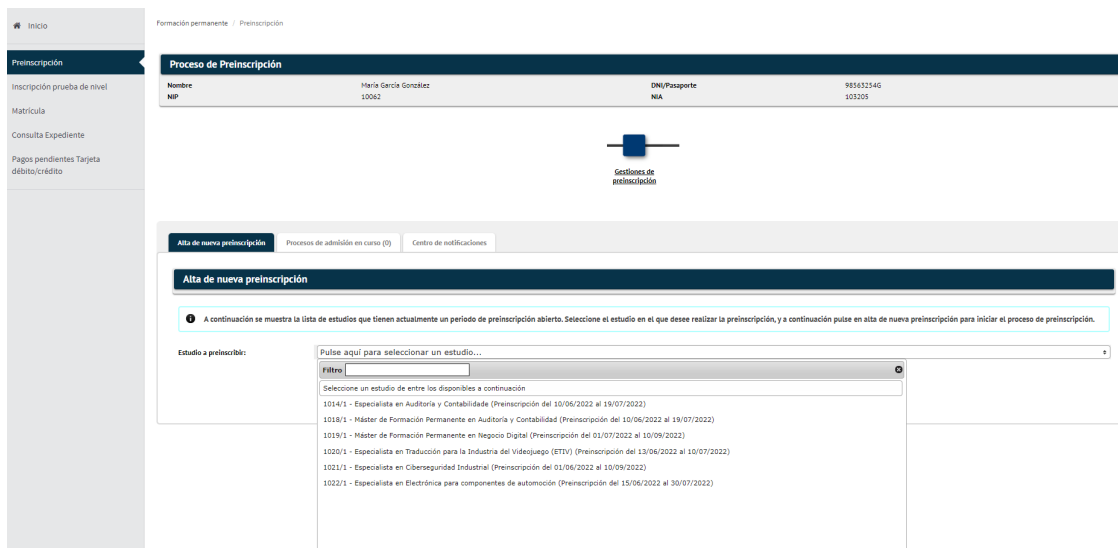 Inicio
Formación permanente / Preinscripción
Preinscripción
Inscripción prueba de nivel
Matrícula
Consulta Expediente
Pagos pendientes Tarjeta
débito/crédito
Proceso de Preinscripción
Nombre María García González DNI/Pasaporte 98563254G
NIP 10062 NIA 103205
Gestiones de
preinscripción
Alta de nueva preinscripción Procesos de admisión en curso (0) Centro de notificaciones
Alta de nueva preinscripción
A continuación se muestra la lista de estudios que tienen actualmente un periodo de preinscripción abierto. Seleccione el estudio en el que desee realizar la preinscripción, y a continuación pulse en alta de nueva preinscripción para iniciar el proceso de preinscripción.
Estudio a preinscribir: Pulse aquí para seleccionar un estudio...
Filtro
Seleccione un estudio de entre los disponibles a continuación
1014/1 - Especialista en Auditoría y Contabilidade (Preinscripción del 10/06/2022 al 19/07/2022)
1018/1 - Máster de Formación Permanente en Auditoría y Contabilidad (Preinscripción del 10/06/2022 al 19/07/2022)
1019/1 - Máster de Formación Permanente en Negocio Digital (Preinscripción del 01/07/2022 al 10/09/2022)
1020/1 - Especialista en Traducción para la Industria del Videojuego (ETIV) (Preinscripción del 13/06/2022 al 10/07/2022)
1021/1 - Especialista en Ciberseguridad Industrial (Preinscripción del 01/06/2022 al 10/09/2022)
1022/1 - Especialista en Electrónica para componentes de automoción (Preinscripción del 15/06/2022 al 30/07/2022)